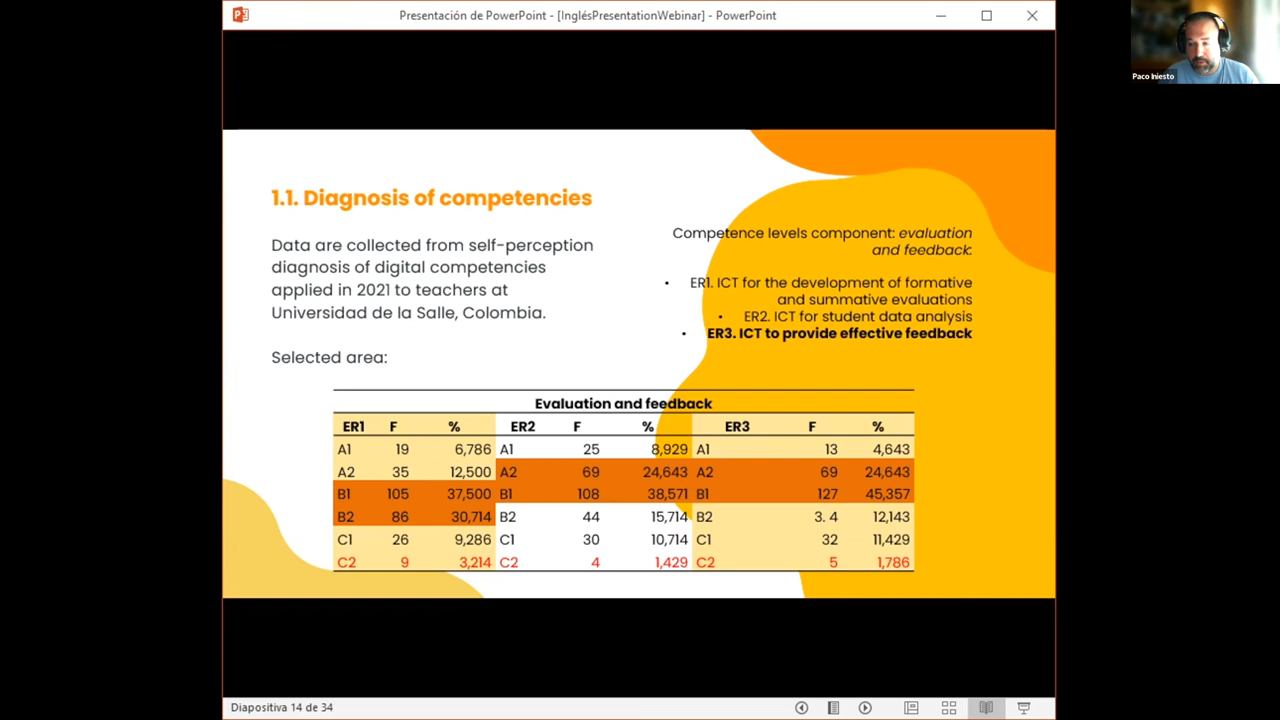 Presentación de PowerPoint - [InglésPresentationWebinar] - PowerPoint
Paco Iniesto
1.1. Diagnosis of competencies
Data are collected from self-perception
diagnosis of digital competencies
applied in 2021 to teachers at
Universidad de la Salle, Colombia.
Selected area:
Competence levels component: evaluation
and feedback:
• ER1. ICT for the development of formative
and summative evaluations
• ER2. ICT for student data analysis
• ER3. ICT to provide effective feedback
Evaluation and feedback
ER1 F % ER2 F % ER3 F %
A1 19 6,786 A1 25 8,929 A1 13 4,643
A2 35 12,500 A2 69 24,643 A2 69 24,643
B1 105 37,500 B1 108 38,571 B1 127 45,357
B2 86 30,714 B2 44 15,714 B2 3. 4 12,143
C1 26 9,286 C1 30 10,714 C1 32 11,429
C2 9 3,214 C2 4 1,429 C2 5 1,786
Diapositiva 14 de 34